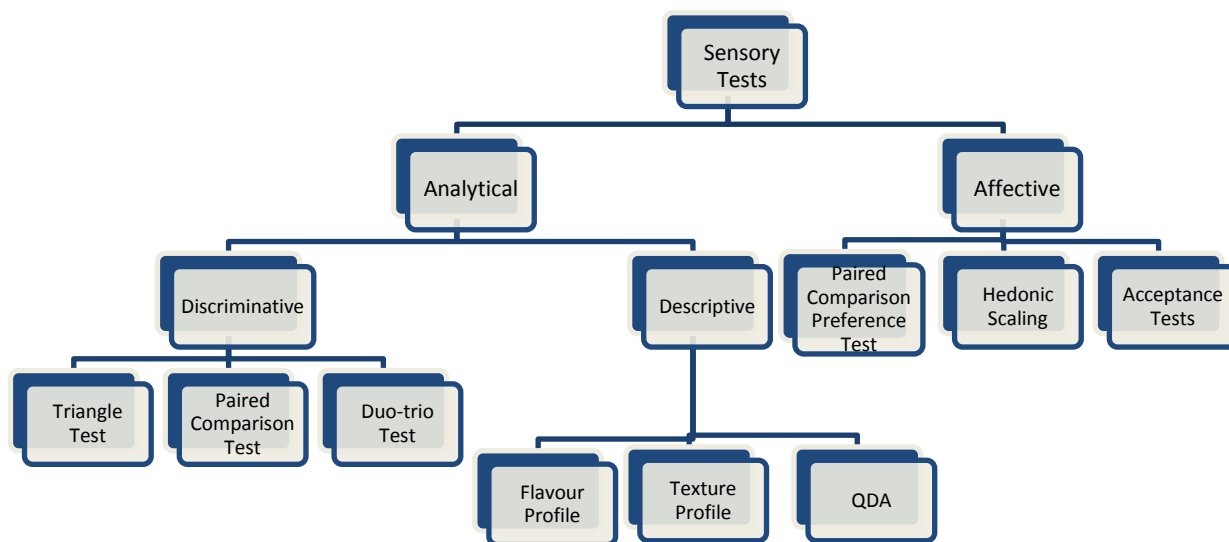 Sensory
Tests
Analytical
Affective
Discriminative
Descriptive
Paired
Comparison
Preference
Test
Hedonic
Scaling
Acceptance
Tests
Triangle
Test
Paired
Comparison
Test
Duo-trio
Test
Flavour
Profile
Texture
Profile
QDA